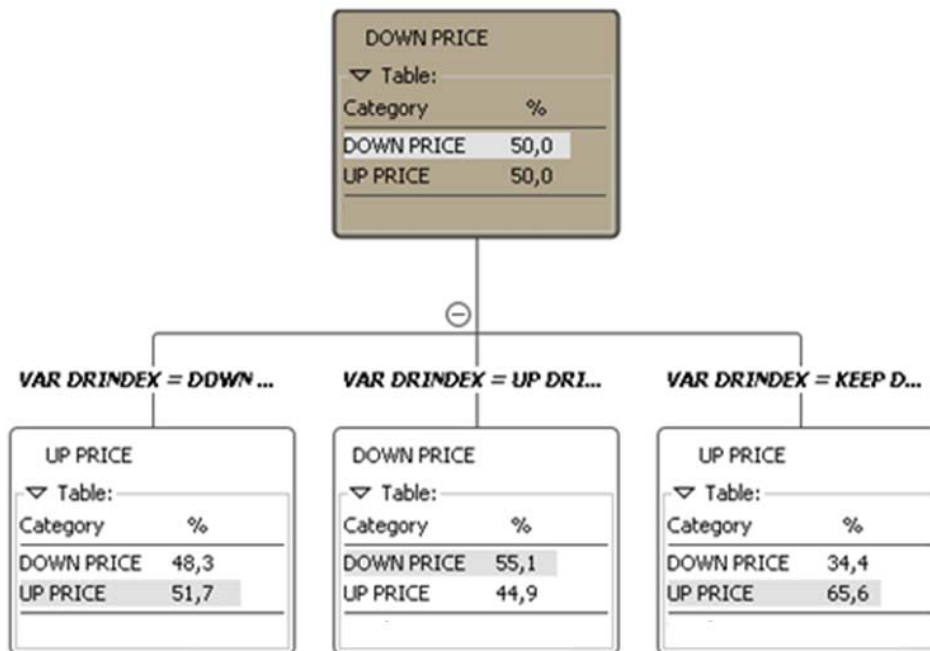 DOWN PRICE
Table:
Category %
DOWN PRICE 50,0
UP PRICE 50,0
VAR DRINDEX = DOWN ...
VAR DRINDEX = UP DRI...
VAR DRINDEX = KEEP D...
UP PRICE
Table:
Category %
DOWN PRICE 48,3
UP PRICE 51,7
DOWN PRICE
Table:
Category %
DOWN PRICE 55,1
UP PRICE 44,9
UP PRICE
Table:
Category %
DOWN PRICE 34,4
UP PRICE 65,6